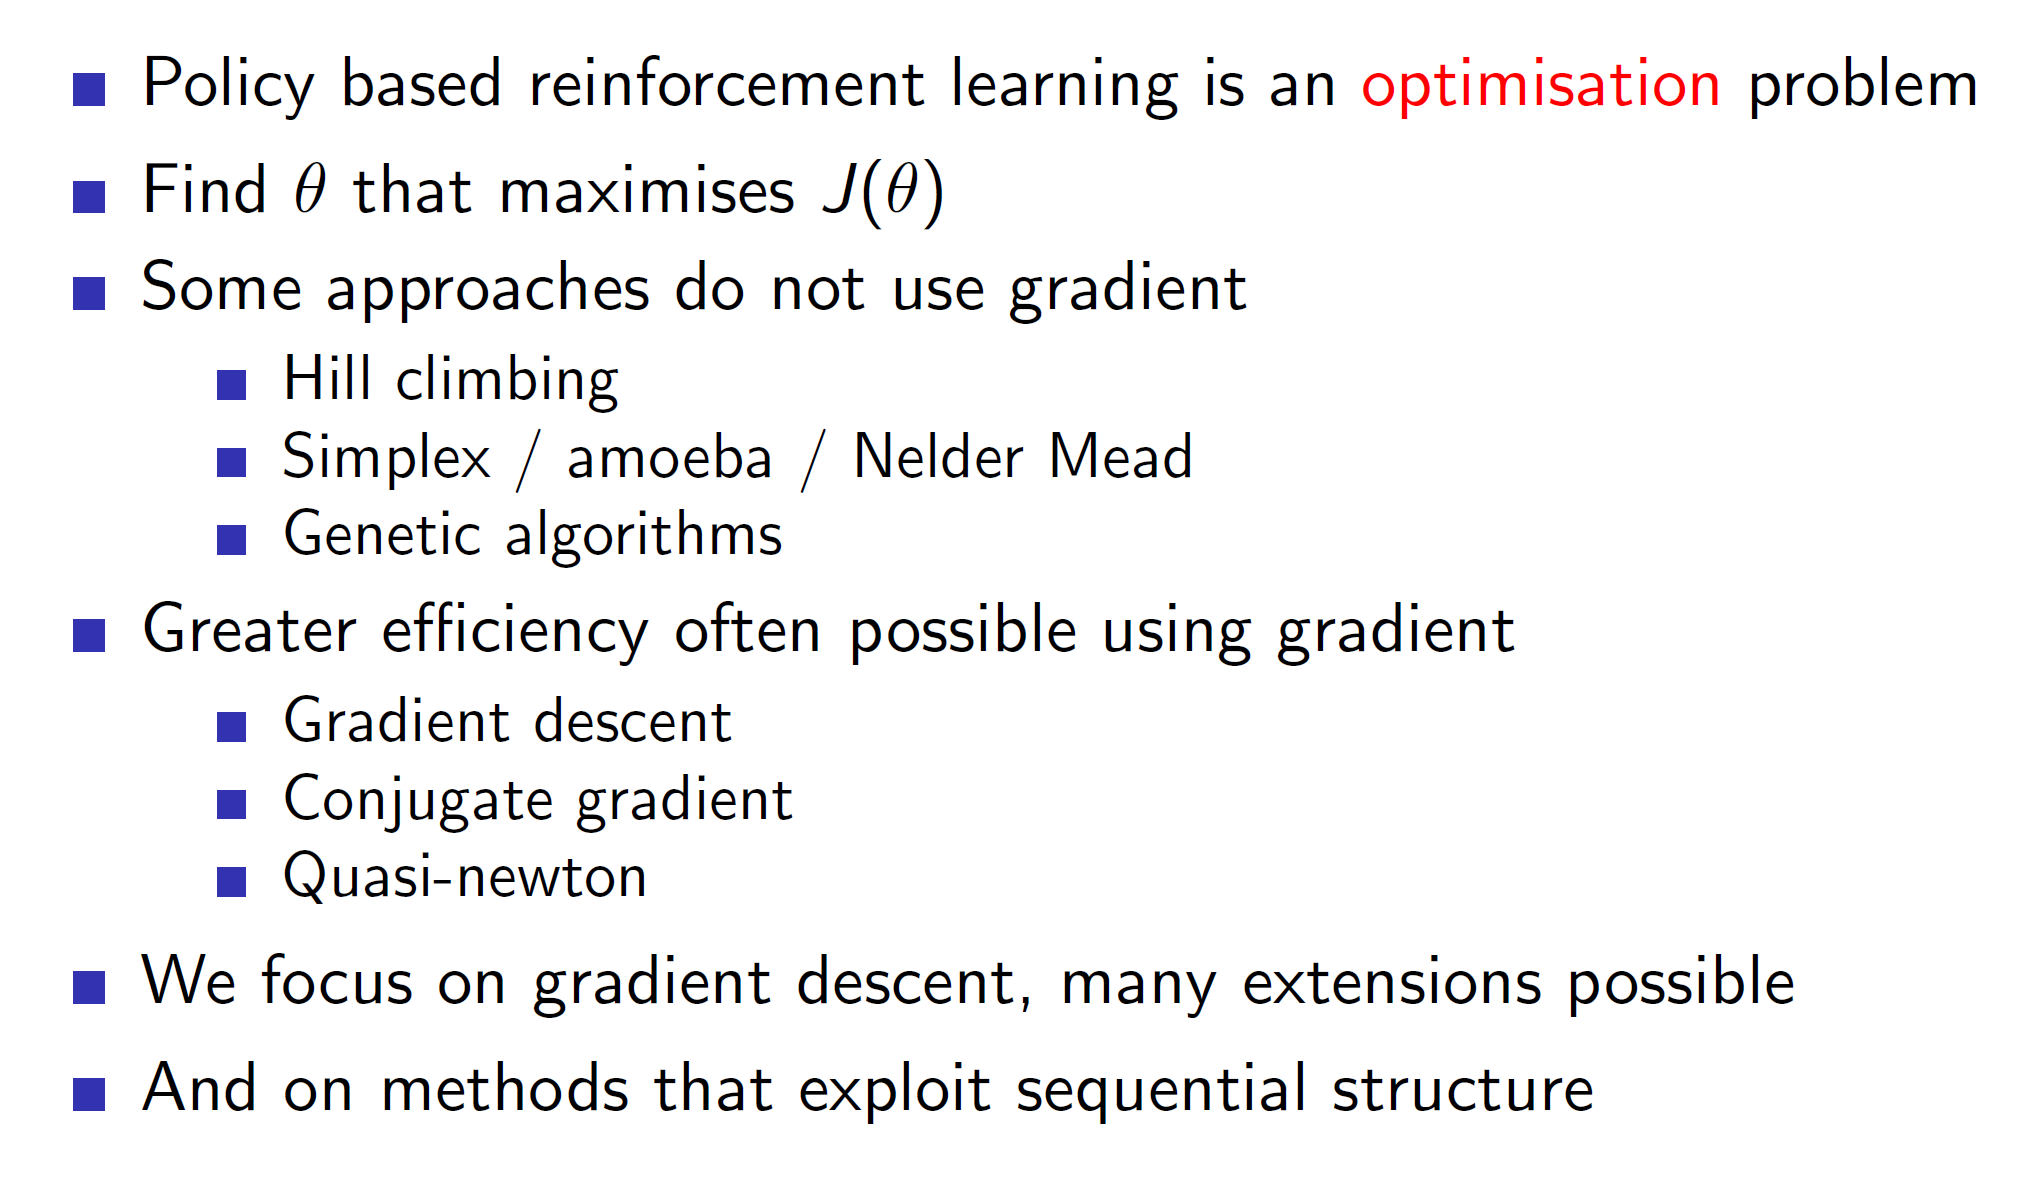 Policy based reinforcement learning is an optimisation problem
Find θ that maximises J(θ)
Some approaches do not use gradient
Hill climbing
Simplex / amoeba / Nelder Mead
Genetic algorithms
Greater efficiency often possible using gradient
Gradient descent
Conjugate gradient
Quasi-newton
We focus on gradient descent, many extensions possible
And on methods that exploit sequential structure